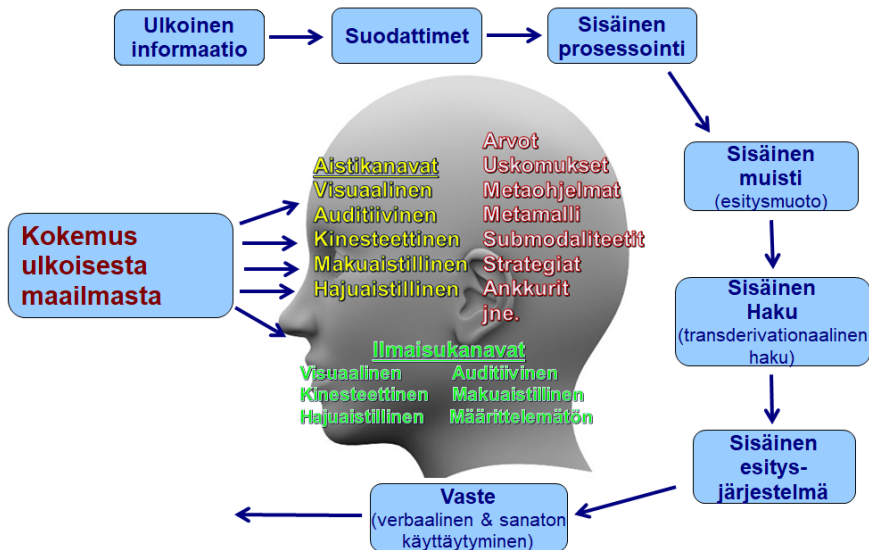 Ulkoinen
informaatio
Suodattimet
Sisäinen
prosessointi
Sisäinen
muisti
(esitysmuoto)
Sisäinen
Haku
(transderivationaalinen
haku)
Sisäinen
esitys-
järjestelmä
Vaste
(verbaalinen & sanaton
käyttäytyminen)
Kokemus
ulkoisesta
maailmasta
Aistikanavat
Visuaalinen
Auditiivinen
Kinesteettinen
Makuaistillinen
Hajuaistillinen
Arvot
Uskomukset
Metaohjelmat
Metamalli
Submodaliteetit
Strategiat
Ankkurit
jne.
Ilmaisukanavat
Visuaalinen Auditiivinen
Kinesteettinen Makuaistillinen
Hajuaistillinen Määrittelemätön